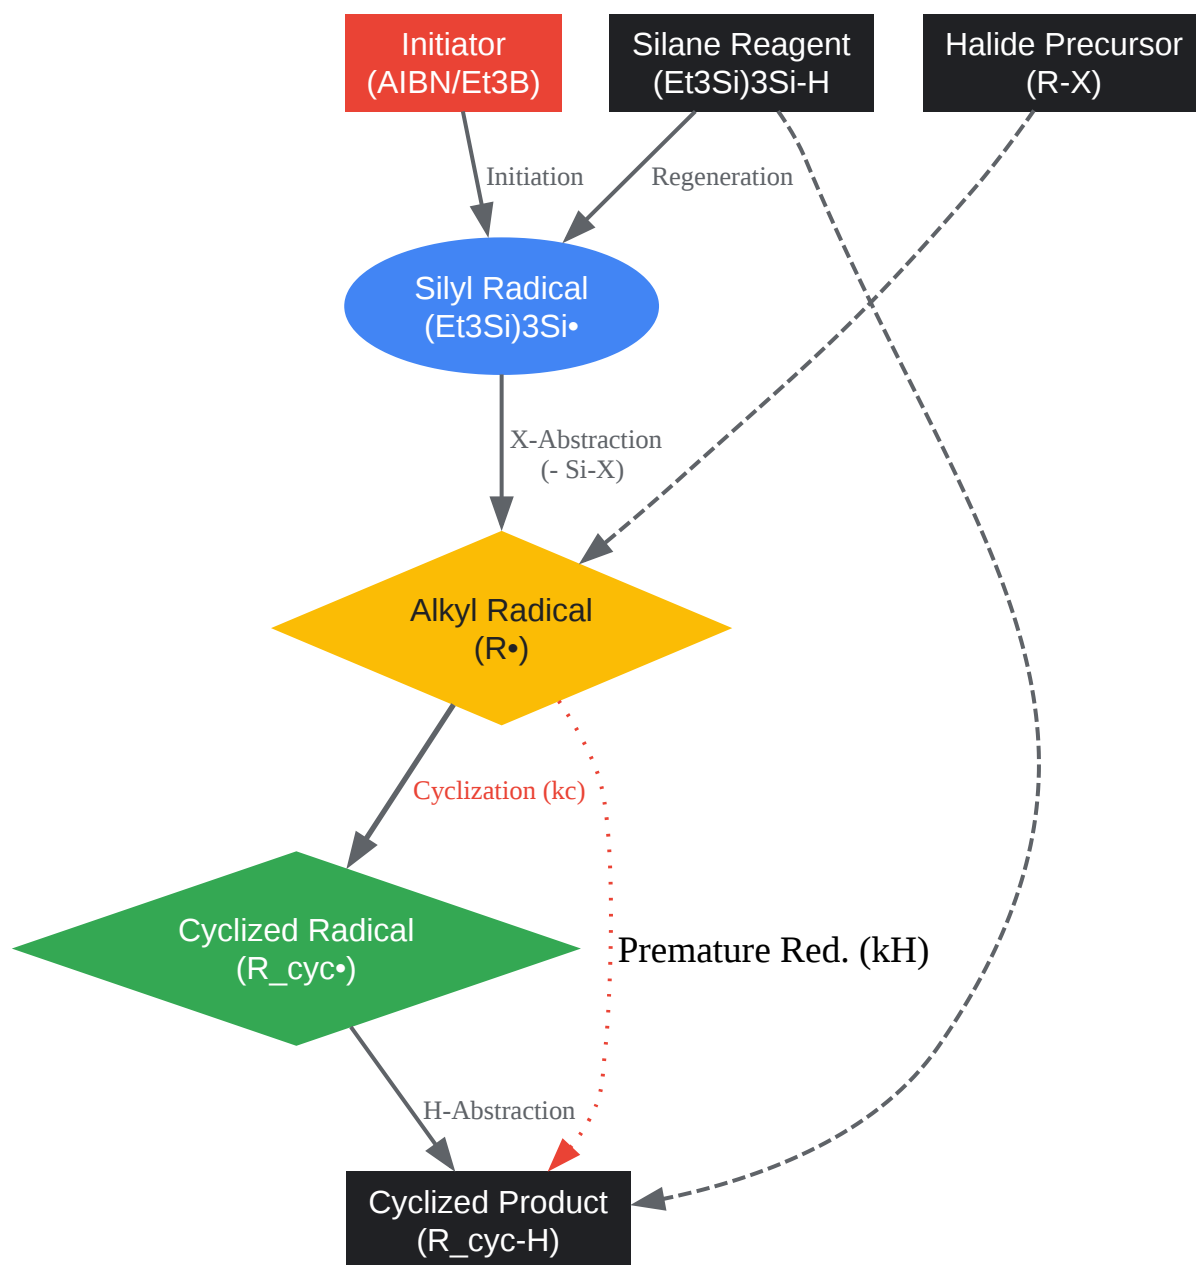 Initiator
(AIBN/Et3B)
Silane Reagent
(Et3Si)3Si-H
Halide Precursor
(R-X)
Initiation
Regeneration
Silyl Radical
(Et3Si)3Si•
X-Abstraction
(- Si-X)
Alkyl Radical
(R•)
Cyclization (kc)
Cyclized Radical
(R_cyc•)
Premature Red. (kH)
H-Abstraction
Cyclized Product
(R_cyc-H)